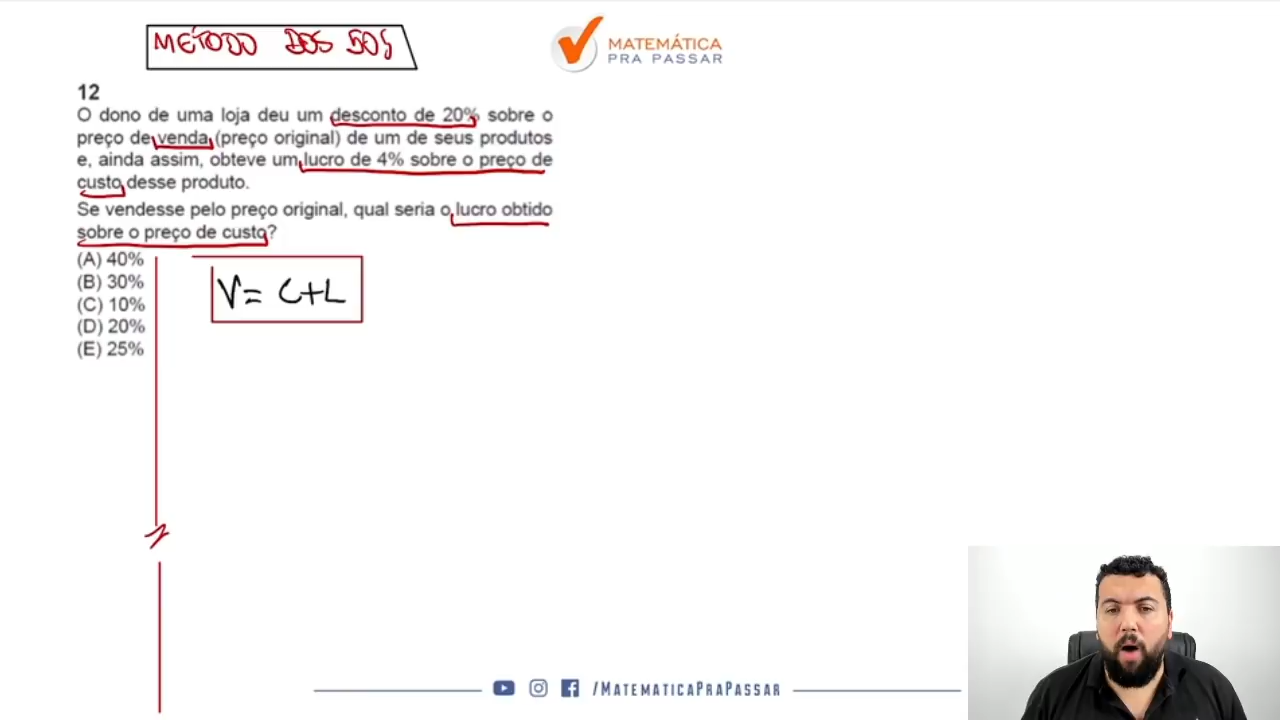 MÉTODO DOS 50%
MATEMÁTICA
PRA PASSAR
12
O dono de uma loja deu um desconto de 20% sobre o
preço de venda (preço original) de um de seus produtos
e, ainda assim, obteve um lucro de 4% sobre o preço de
custo desse produto.
Se vendesse pelo preço original, qual seria o lucro obtido
sobre o preço de custo?
(A) 40%
(B) 30%
(C) 10%
(D) 20%
(E) 25%
V= C+L
/MATEMATICAPRAPASSAR